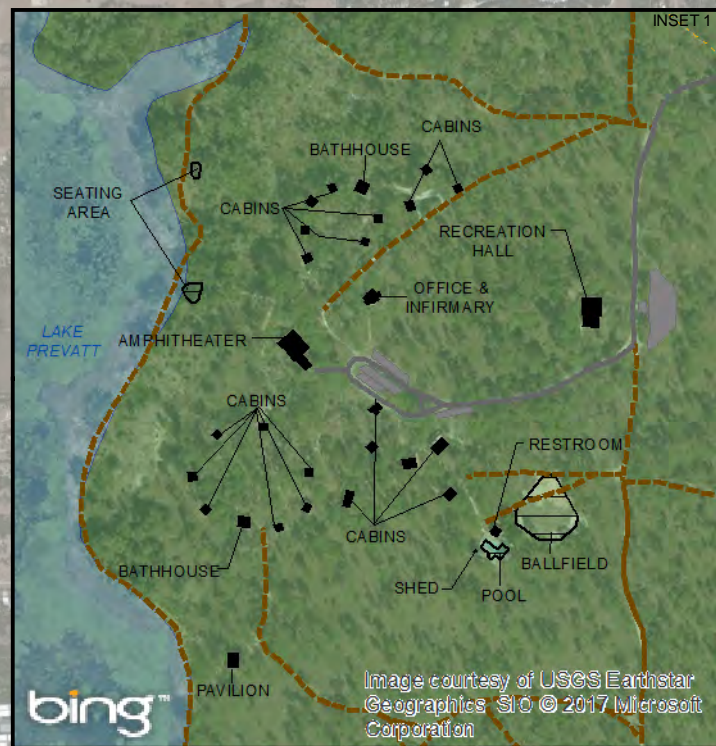 INSET 1
CABINS
BATHHOUSE
SEATING
AREA
CABINS
RECREATION
HALL
OFFICE &
INFIRMARY
LAKE
PREVATT
AMPHITHEATER
CABINS
RESTROOM
CABINS
BALLFIELD
BATHHOUSE
SHED
POOL
PAVILION
Image courtesy of USGS Earthstar
Geographics SIO © 2017 Microsoft
Corporation
bing™